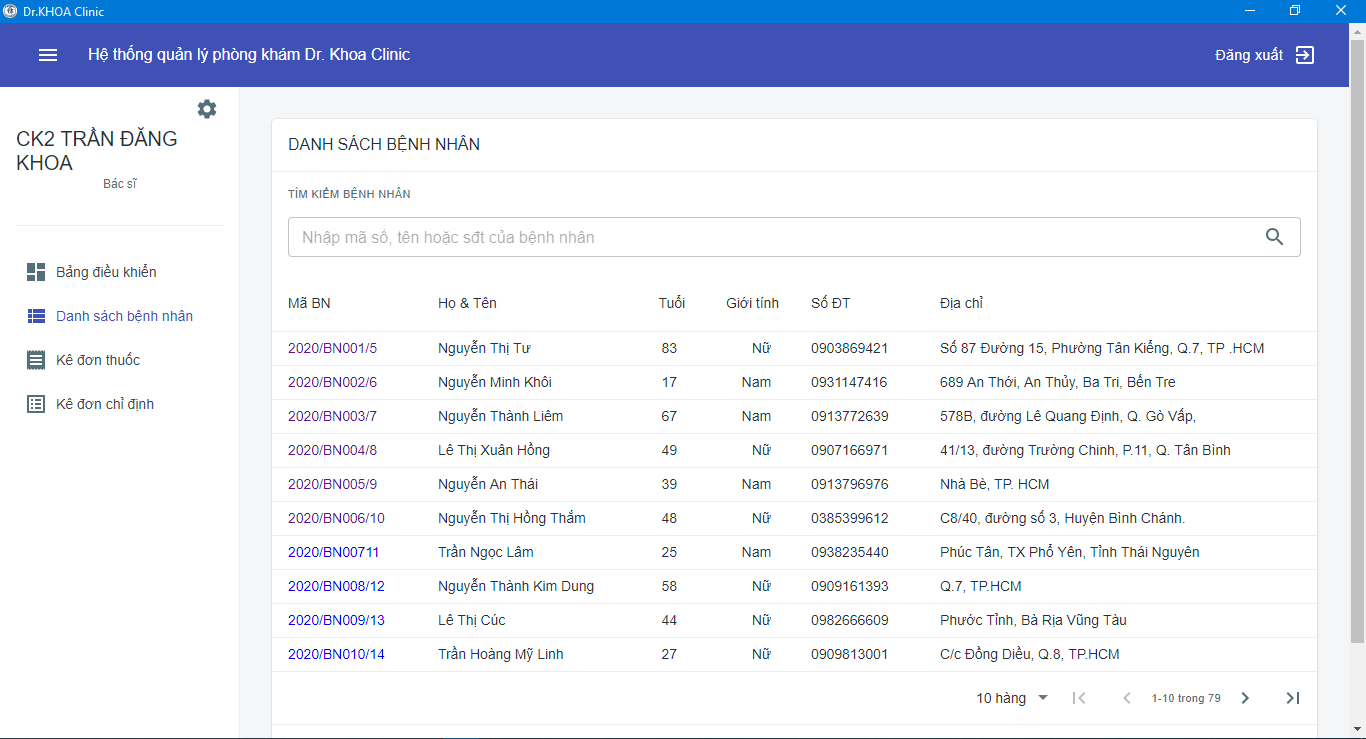 Dr.KHOA Clinic
Hệ thống quản lý phòng khám Dr. Khoa Clinic
Đăng xuất
CK2 TRẦN ĐĂNG
KHOA
Bác sĩ
Bảng điều khiển
Danh sách bệnh nhân
Kê đơn thuốc
Kê đơn chỉ định
DANH SÁCH BỆNH NHÂN
TÌM KIẾM BỆNH NHÂN
Nhập mã số, tên hoặc sđt của bệnh nhân
Mã BN Họ & Tên Tuổi Giới tính Số ĐT Địa chỉ
2020/BN001/5 Nguyễn Thị Tư 83 Nữ 0903869421 Số 87 Đường 15, Phường Tân Kiểng, Q.7, TP .HCM
2020/BN002/6 Nguyễn Minh Khôi 17 Nam 0931147416 689 An Thới, An Thủy, Ba Tri, Bến Tre
2020/BN003/7 Nguyễn Thành Liêm 67 Nam 0913772639 578B, đường Lê Quang Định, Q. Gò Vấp,
2020/BN004/8 Lê Thị Xuân Hồng 49 Nữ 0907166971 41/13, đường Trường Chinh, P.11, Q. Tân Bình
2020/BN005/9 Nguyễn An Thái 39 Nam 0913796976 Nhà Bè, TP. HCM
2020/BN006/10 Nguyễn Thị Hồng Thắm 48 Nữ 0385399612 C8/40, đường số 3, Huyện Bình Chánh.
2020/BN00711 Trần Ngọc Lâm 25 Nam 0938235440 Phúc Tân, TX Phổ Yên, Tỉnh Thái Nguyên
2020/BN008/12 Nguyễn Thành Kim Dung 58 Nữ 0909161393 Q.7, TP.HCM
2020/BN009/13 Lê Thị Cúc 44 Nữ 0982666609 Phước Tỉnh, Bà Rịa Vũng Tàu
2020/BN010/14 Trần Hoàng Mỹ Linh 27 Nữ 0909813001 C/c Đồng Diều, Q.8, TP.HCM
10 hàng 1-10 trong 79